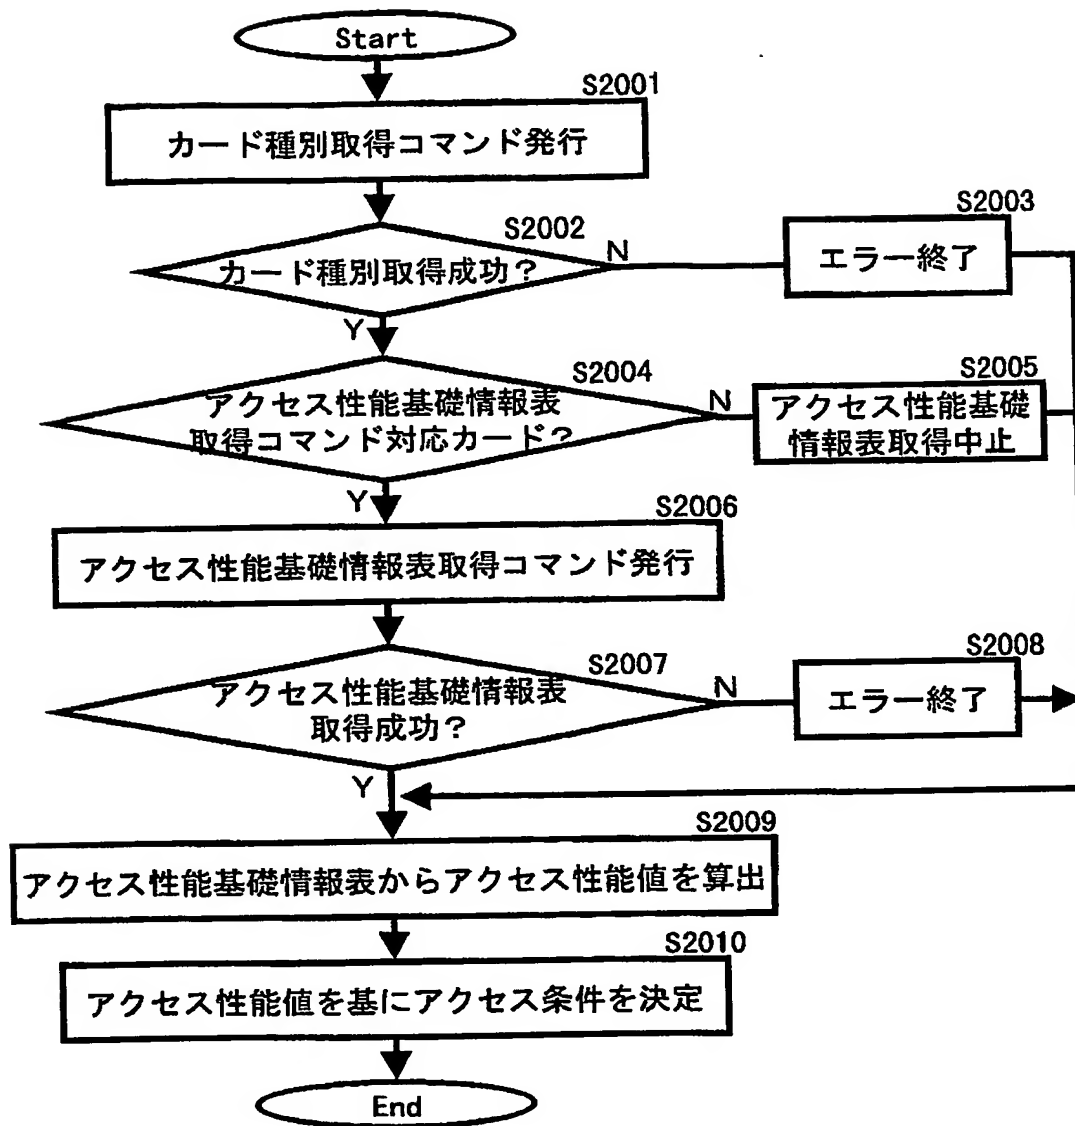 Start
S2001
カード種別取得コマンド発行
S2002
カード種別取得成功?
N
S2003
エラー終了
Y
S2004
アクセス性能基礎情報表
取得コマンド対応カード?
N
S2005
アクセス性能基礎
情報表取得中止
Y
S2006
アクセス性能基礎情報表取得コマンド発行
S2007
アクセス性能基礎情報表
取得成功?
N
S2008
エラー終了
Y
S2009
アクセス性能基礎情報表からアクセス性能値を算出
S2010
アクセス性能値を基にアクセス条件を決定
End